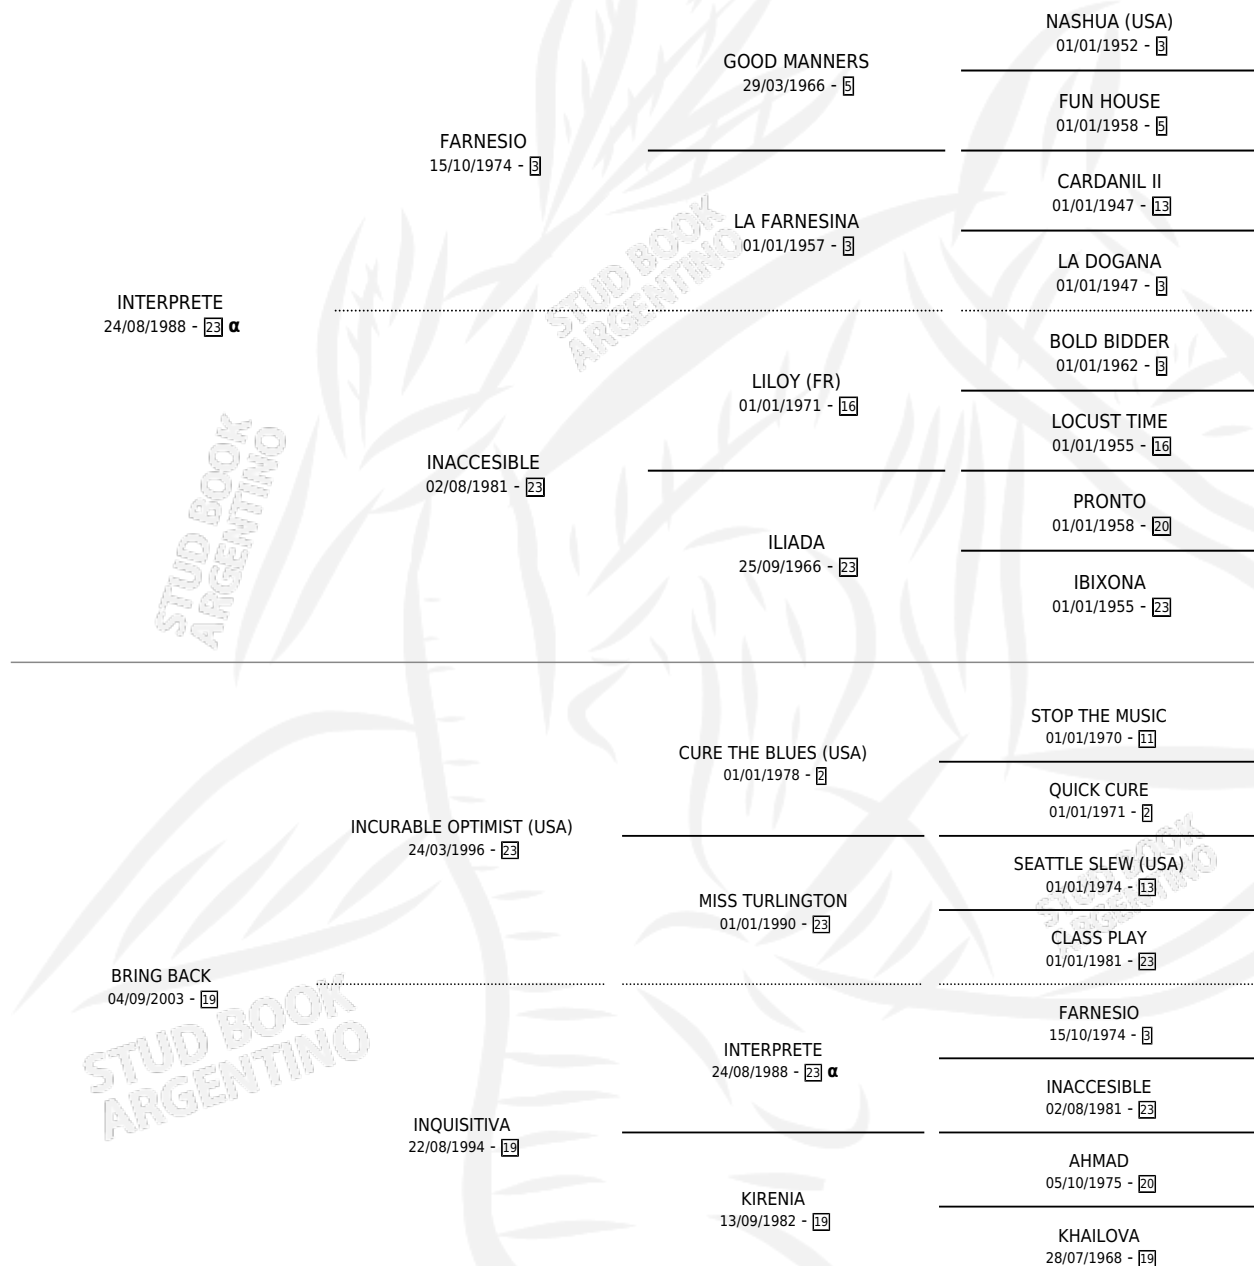 NASHUA (USA)
01/01/1952 - 3
GOOD MANNERS
29/03/1966 - 5
FUN HOUSE
01/01/1958 - 5
FARNESIO
15/10/1974 - 3
CARDANIL II
01/01/1947 - 13
LA FARNESINA
01/01/1957 - 3
LA DOGANA
01/01/1947 - 3
INTERPRETE
24/08/1988 - 23 α
BOLD BIDDER
01/01/1962 - 3
LILOY (FR)
01/01/1971 - 16
LOCUST TIME
01/01/1955 - 16
INACCESIBLE
02/08/1981 - 23
PRONTO
01/01/1958 - 20
ILIADA
25/09/1966 - 23
IBIXONA
01/01/1955 - 23
STUD BOOK
ARGENTINO
STUD BOOK
ARGENTINO
STOP THE MUSIC
01/01/1970 - 11
CURE THE BLUES (USA)
01/01/1978 - 2
QUICK CURE
01/01/1971 - 2
INCURABLE OPTIMIST (USA)
24/03/1996 - 23
SEATTLE SLEW (USA)
01/01/1974 - 13
MISS TURLINGTON
01/01/1990 - 23
CLASS PLAY
01/01/1981 - 23
BRING BACK
04/09/2003 - 19
FARNESIO
15/10/1974 - 3
INTERPRETE
24/08/1988 - 23 α
INACCESIBLE
02/08/1981 - 23
INQUISITIVA
22/08/1994 - 19
AHMAD
05/10/1975 - 20
KIRENIA
13/09/1982 - 19
KHAILOVA
28/07/1968 - 19
STUD BOOK
ARGENTINO
STUD BOOK
ARGENTINO